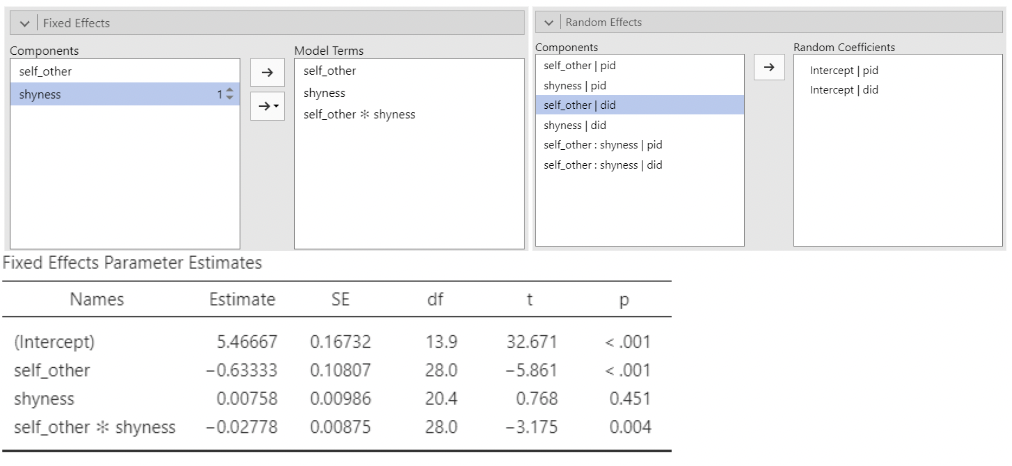 Fixed Effects
Components
self_other
shyness 1
Model Terms
self_other
shyness
self_other ✻ shyness
Random Effects
Components
self_other | pid
shyness | pid
self_other | did
shyness | did
self_other : shyness | pid
self_other : shyness | did
Random Coefficients
Intercept | pid
Intercept | did
Fixed Effects Parameter Estimates
Names Estimate SE df t p
(Intercept) 5.46667 0.16732 13.9 32.671 < .001
self_other −0.63333 0.10807 28.0 −5.861 < .001
shyness 0.00758 0.00986 20.4 0.768 0.451
self_other ✻ shyness −0.02778 0.00875 28.0 −3.175 0.004